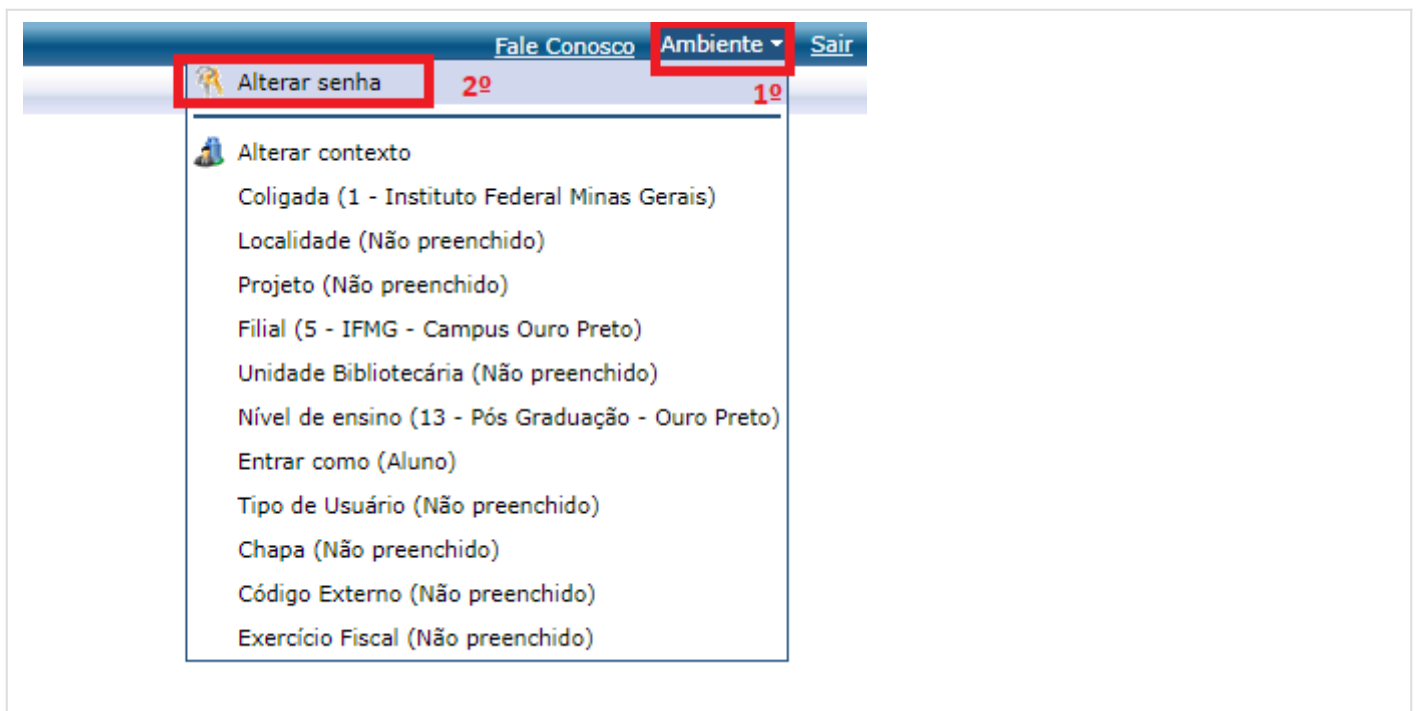 Fale Conosco Ambiente Sair
Alterar senha 2º 1º
Alterar contexto
Coligada (1 - Instituto Federal Minas Gerais)
Localidade (Não preenchido)
Projeto (Não preenchido)
Filial (5 - IFMG - Campus Ouro Preto)
Unidade Bibliotecária (Não preenchido)
Nível de ensino (13 - Pós Graduação - Ouro Preto)
Entrar como (Aluno)
Tipo de Usuário (Não preenchido)
Chapa (Não preenchido)
Código Externo (Não preenchido)
Exercício Fiscal (Não preenchido)